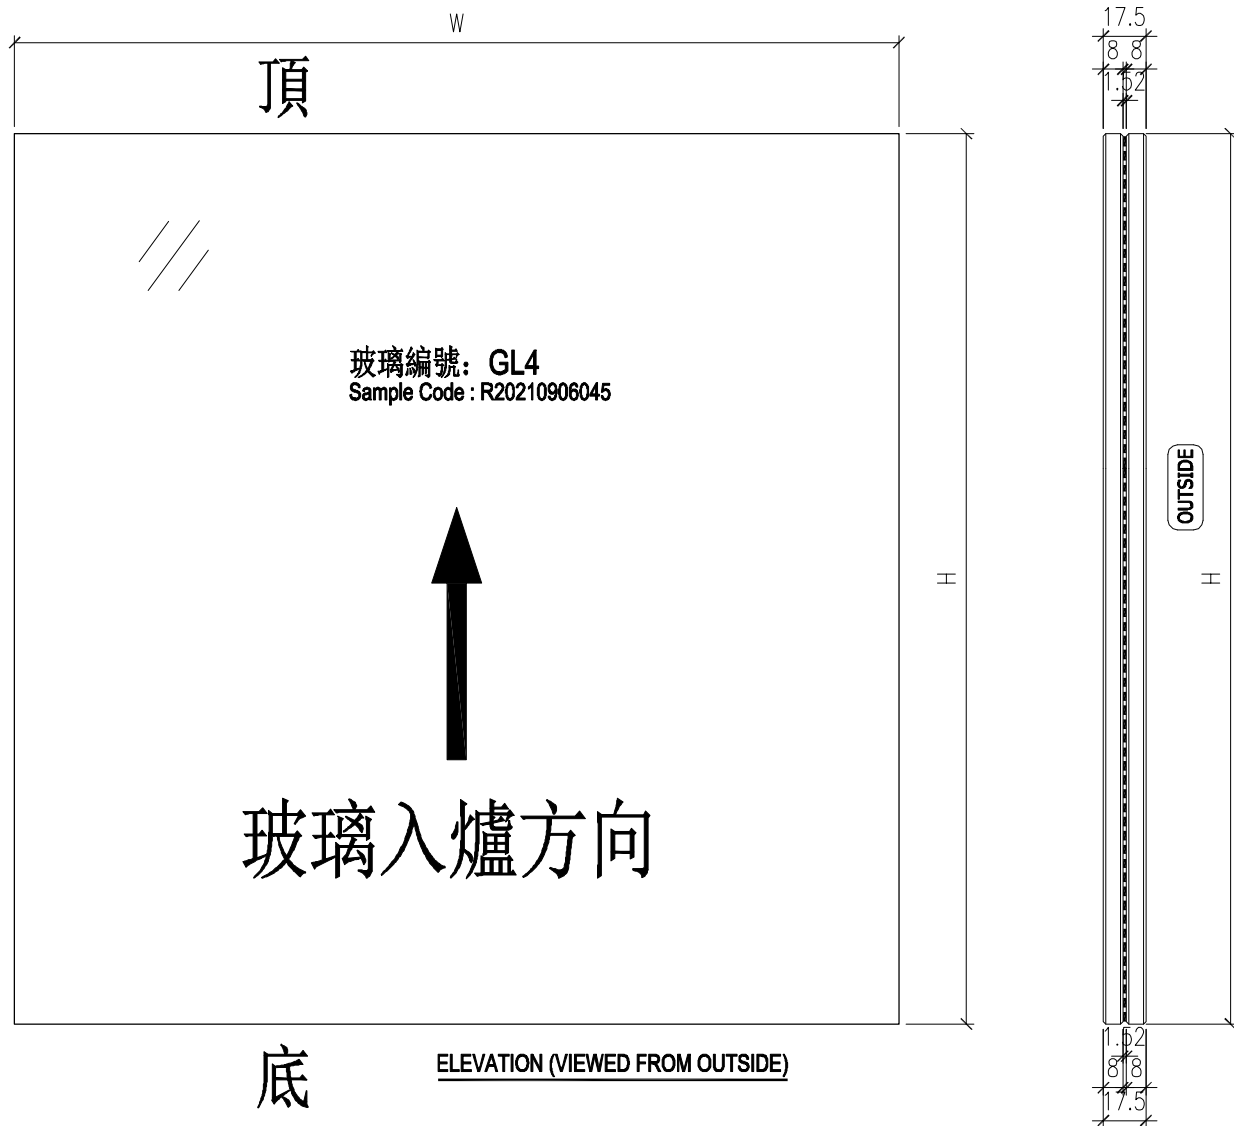 W
17.5
8 8
1.52
頂
玻璃編號：GL4
Sample Code : R20210906045
OUTSIDE
H
H
玻璃入爐方向
底
ELEVATION (VIEWED FROM OUTSIDE)
1.52
8 8
17.5